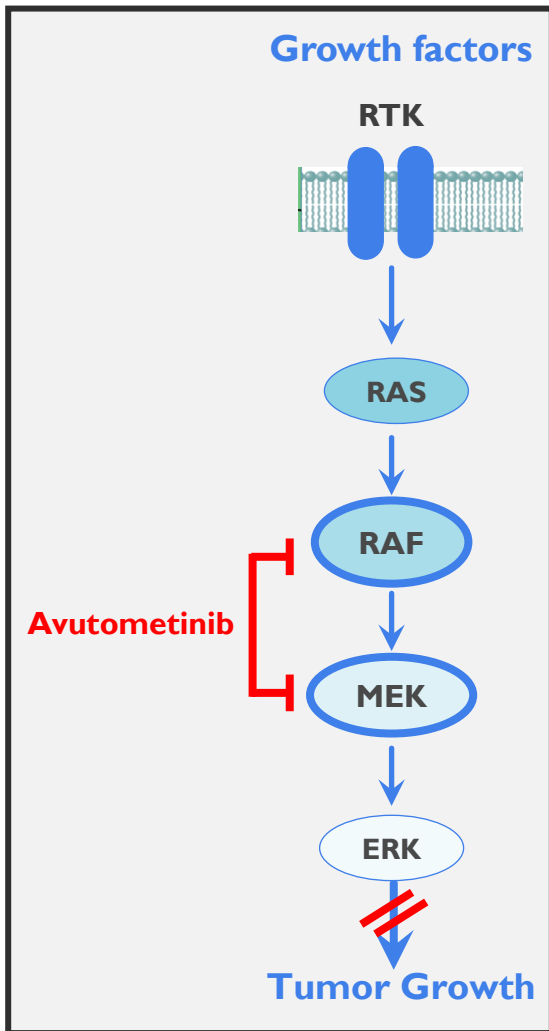 Growth factors
RTK
RAS
RAF
Avutometinib
MEK
ERK
Tumor Growth